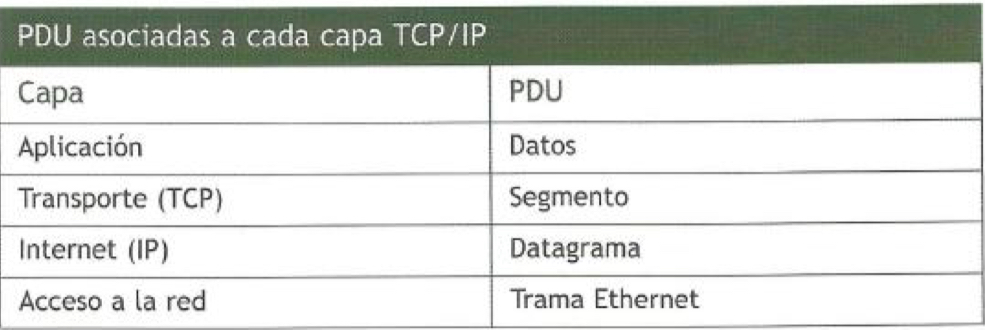 PDU asociadas a cada capa TCP/IP
Capa PDU
Aplicación Datos
Transporte (TCP) Segmento
Internet (IP) Datagrama
Acceso a la red Trama Ethernet